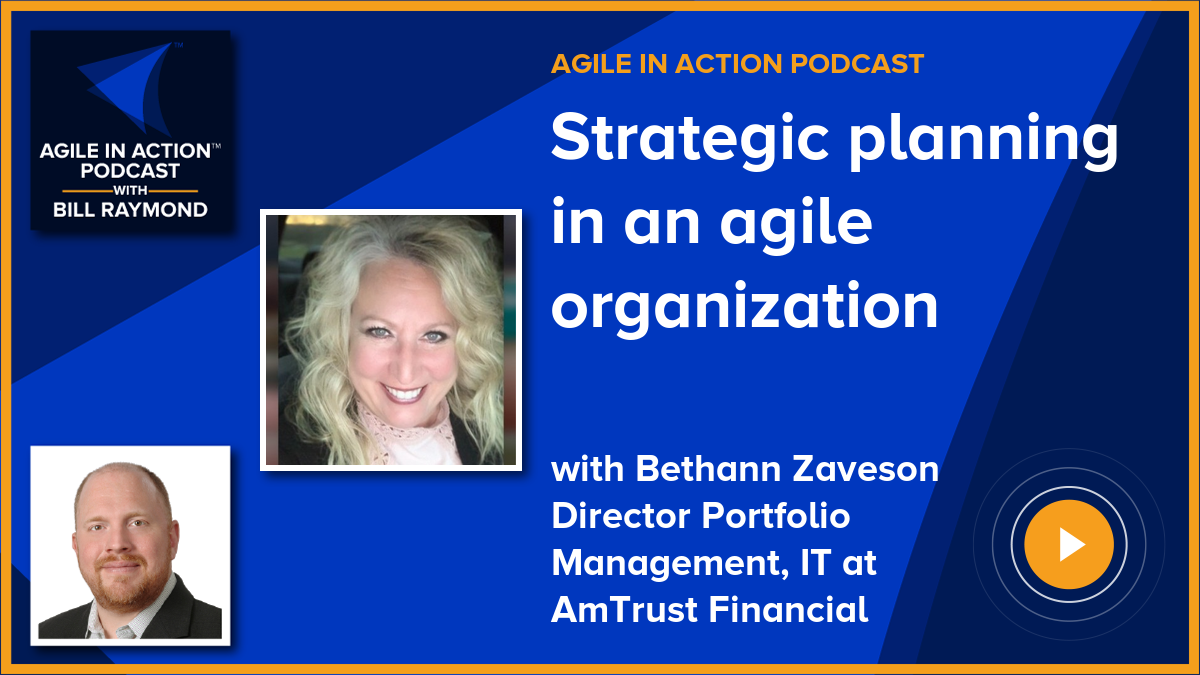 AGILE IN ACTION™
PODCAST
WITH
BILL RAYMOND
AGILE IN ACTION PODCAST
Strategic planning
in an agile
organization
with Bethann Zaveson
Director Portfolio
Management, IT at
AmTrust Financial
™